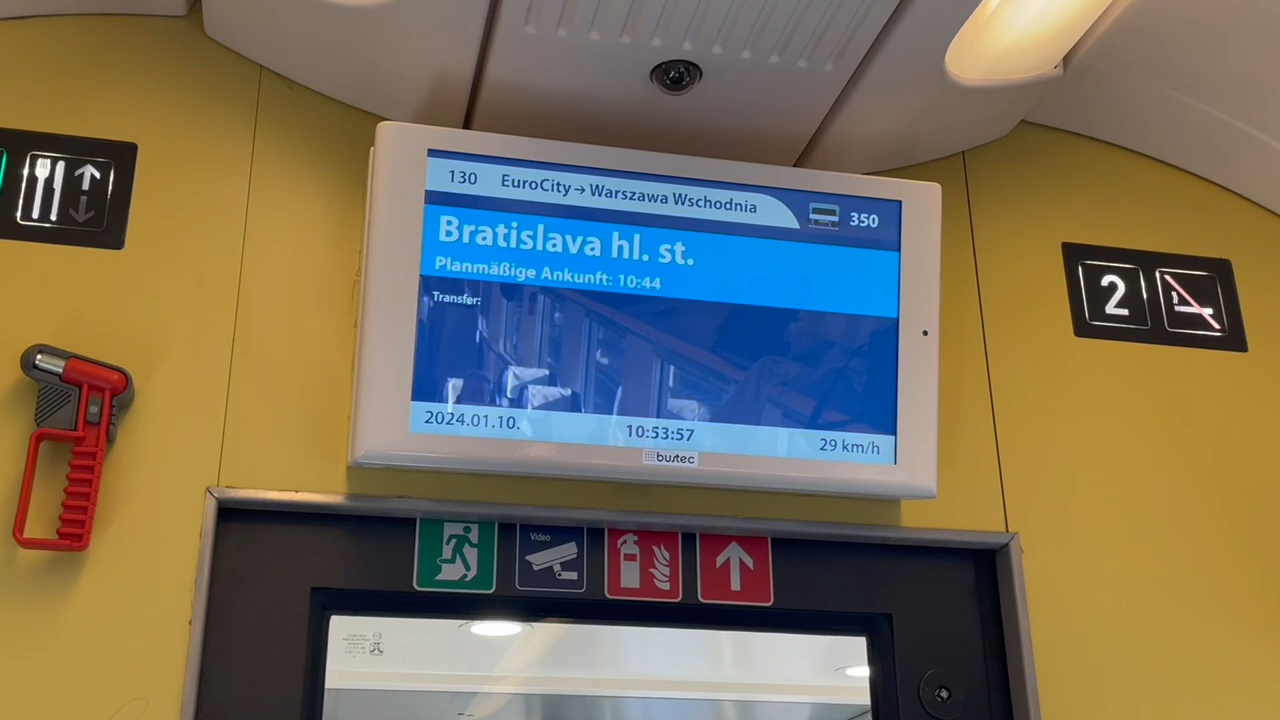 130 EuroCity→Warszawa Wschodnia 350
Bratislava hl. st.
Planmäßige Ankunft: 10:44
Transfer:
2024.01.10. 10:53:57 29 km/h
bustec
2
Video